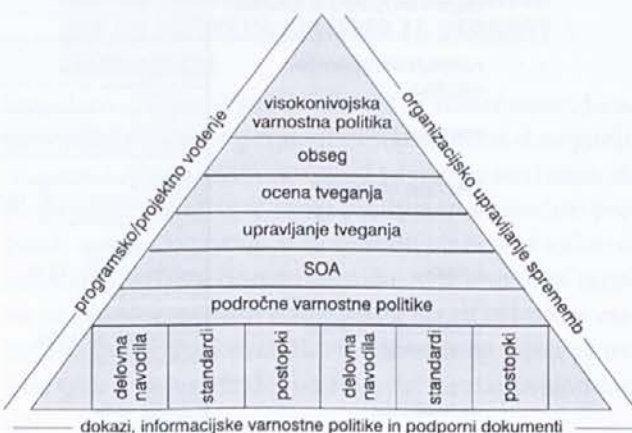 visokonivojska
varnostna politika
obseg
ocena tveganja
upravljanje tveganja
SOA
področne varnostne politike
delovna
navodila
standardi
postopki
delovna
navodila
standardi
postopki
programsko/projektno vodenje
organizacijsko upravljanje sprememb
dokazi, informacijske varnostne politike in podporni dokumenti